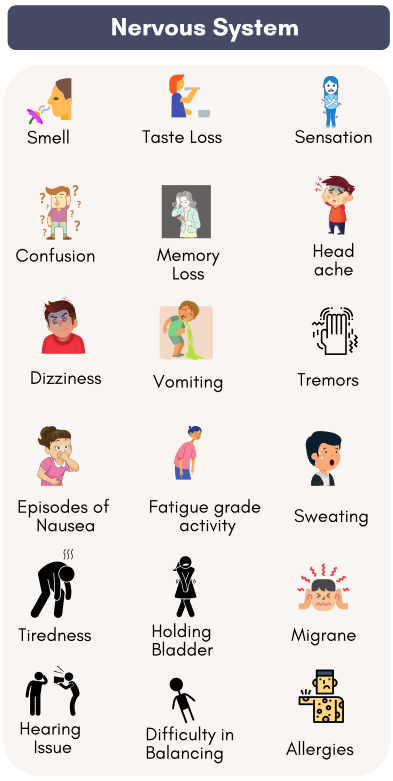 Nervous System
Smell
Taste Loss
Sensation
Confusion
Memory
Loss
Head
ache
Dizziness
Vomiting
Tremors
Episodes of
Nausea
Fatigue grade
activity
Sweating
Tiredness
Holding
Bladder
Migrane
Hearing
Issue
Difficulty in
Balancing
Allergies